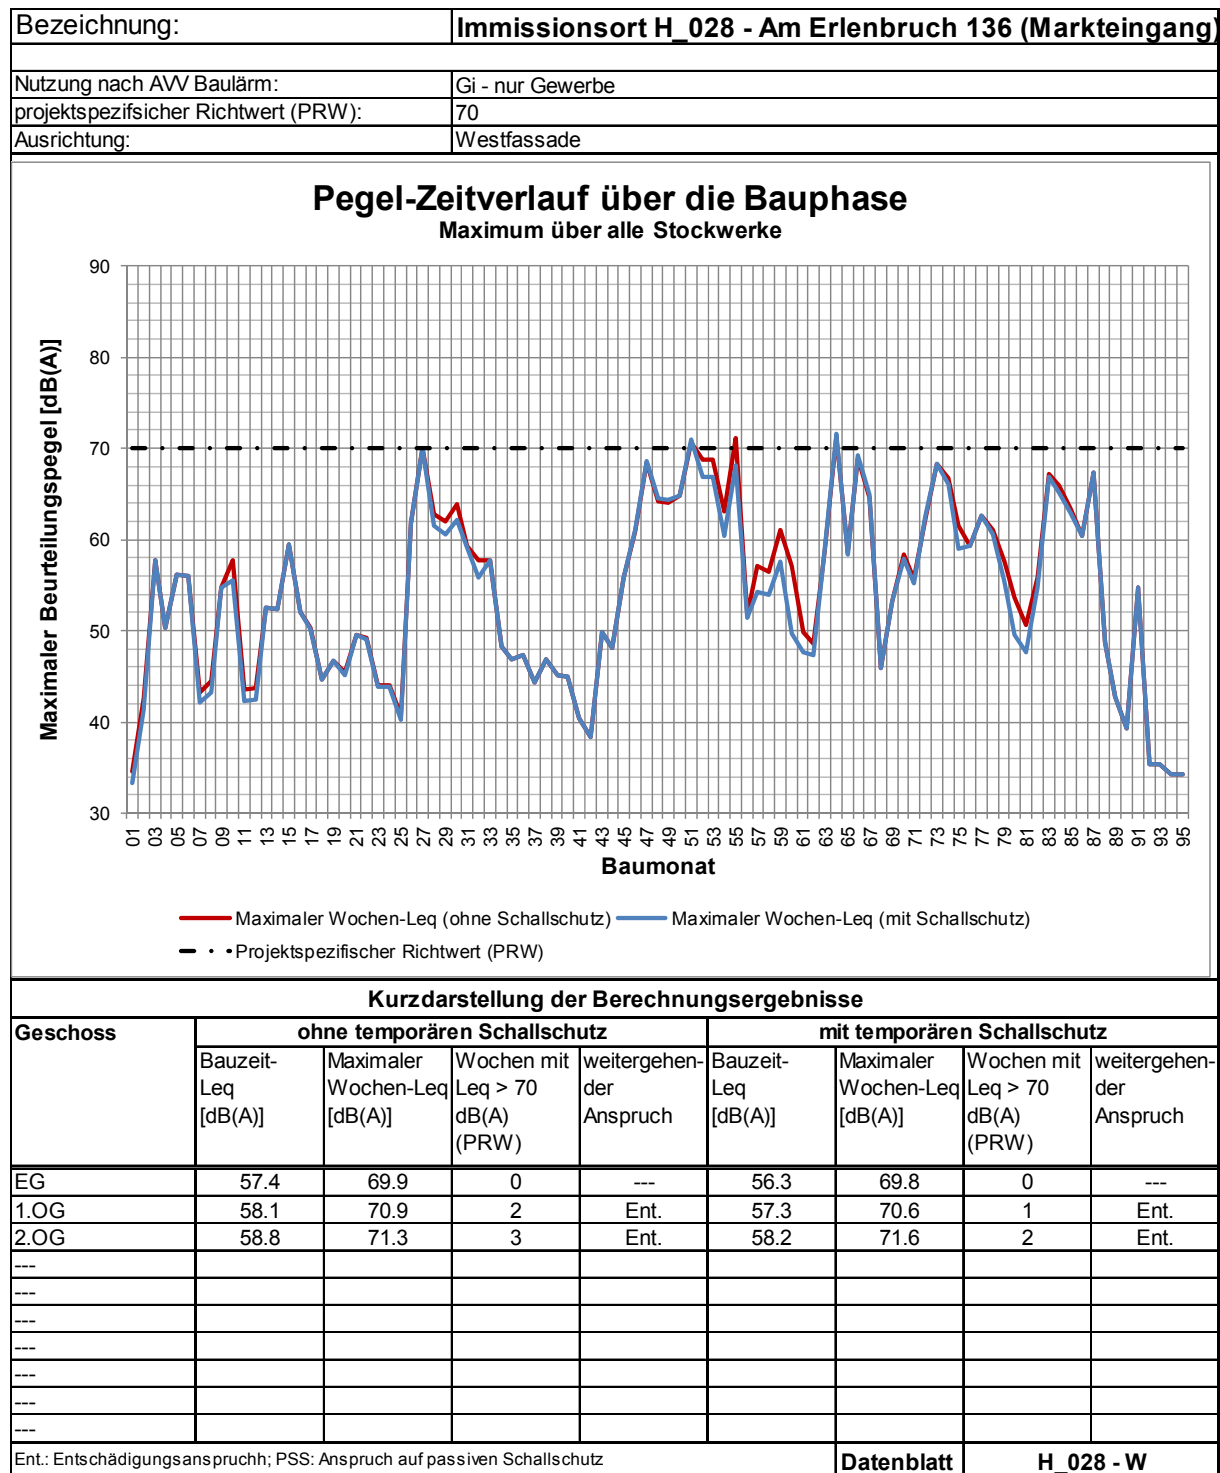 Bezeichnung: Immissionsort H_028 - Am Erlenbruch 136 (Markteingang)
Nutzung nach AVV Baulärm: Gi - nur Gewerbe
projektspezifsicher Richtwert (PRW): 70
Ausrichtung: Westfassade
Pegel-Zeitverlauf über die Bauphase
Maximum über alle Stockwerke
Maximaler Beurteilungspegel [dB(A)]
90
80
70
60
50
40
30
01 03 05 07 09 11 13 15 17 19 21 23 25 27 29 31 33 35 37 39 41 43 45 47 49 51 53 55 57 59 61 63 65 67 69 71 73 75 77 79 81 83 85 87 89 91 93 95
Baumonat
Maximaler Wochen-Leq (ohne Schallschutz) Maximaler Wochen-Leq (mit Schallschutz)
Projektspezifischer Richtwert (PRW)
Kurzdarstellung der Berechnungsergebnisse
Geschoss ohne temporären Schallschutz mit temporären Schallschutz
Bauzeit- Maximaler Wochen mit weitergehen- Bauzeit- Maximaler Wochen mit weitergehen-
Leq Wochen-Leq Leq > 70 der Leq Wochen-Leq Leq > 70 der
[dB(A)] [dB(A)] dB(A) Anspruch [dB(A)] [dB(A)] dB(A) Anspruch
(PRW) (PRW)
EG 57.4 69.9 0 --- 56.3 69.8 0 ---
1.OG 58.1 70.9 2 Ent. 57.3 70.6 1 Ent.
2.OG 58.8 71.3 3 Ent. 58.2 71.6 2 Ent.
---
---
---
---
---
---
---
Ent.: Entschädigungsanspruchh; PSS: Anspruch auf passiven Schallschutz Datenblatt H_028 - W